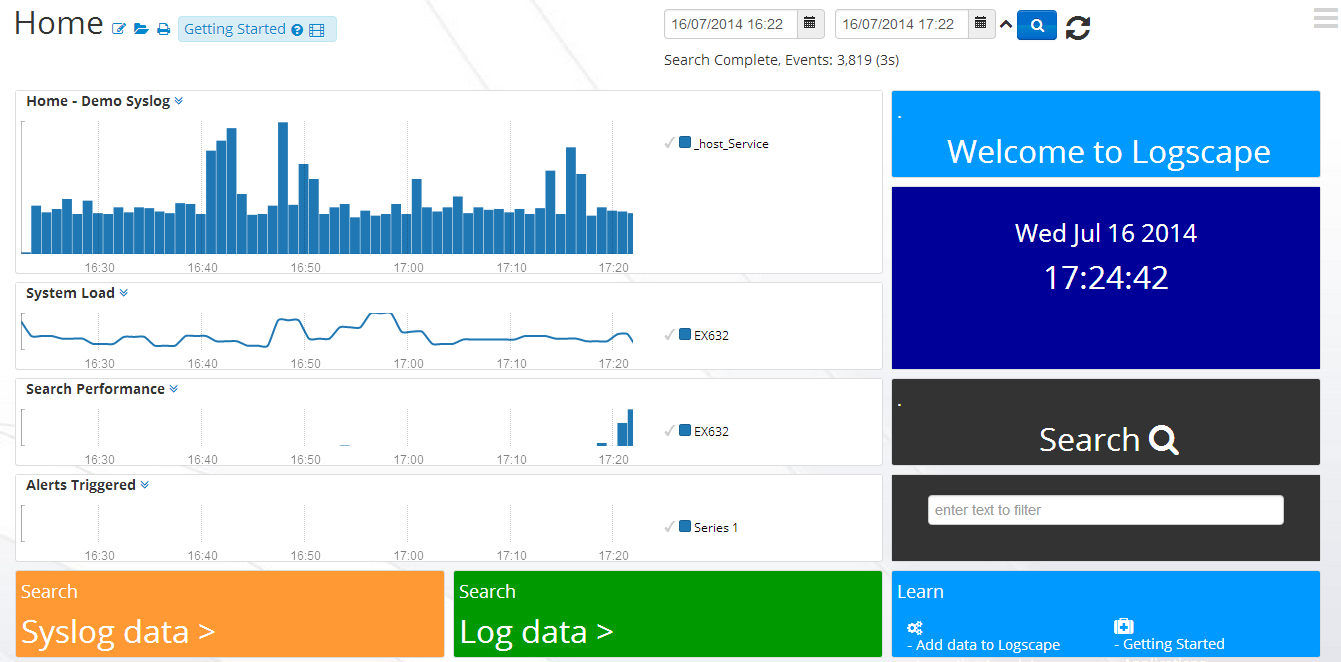 Home
Getting Started
16/07/2014 16:22
16/07/2014 17:22
Search Complete, Events: 3,819 (3s)
Home - Demo Syslog
_host_Service
16:30 16:40 16:50 17:00 17:10 17:20
System Load
EX632
16:30 16:40 16:50 17:00 17:10 17:20
Search Performance
EX632
16:30 16:40 16:50 17:00 17:10 17:20
Alerts Triggered
Series 1
16:30 16:40 16:50 17:00 17:10 17:20
.
Welcome to Logscape
Wed Jul 16 2014
17:24:42
.
Search
enter text to filter
Search
Syslog data >
Search
Log data >
Learn
- Add data to Logscape
- Getting Started